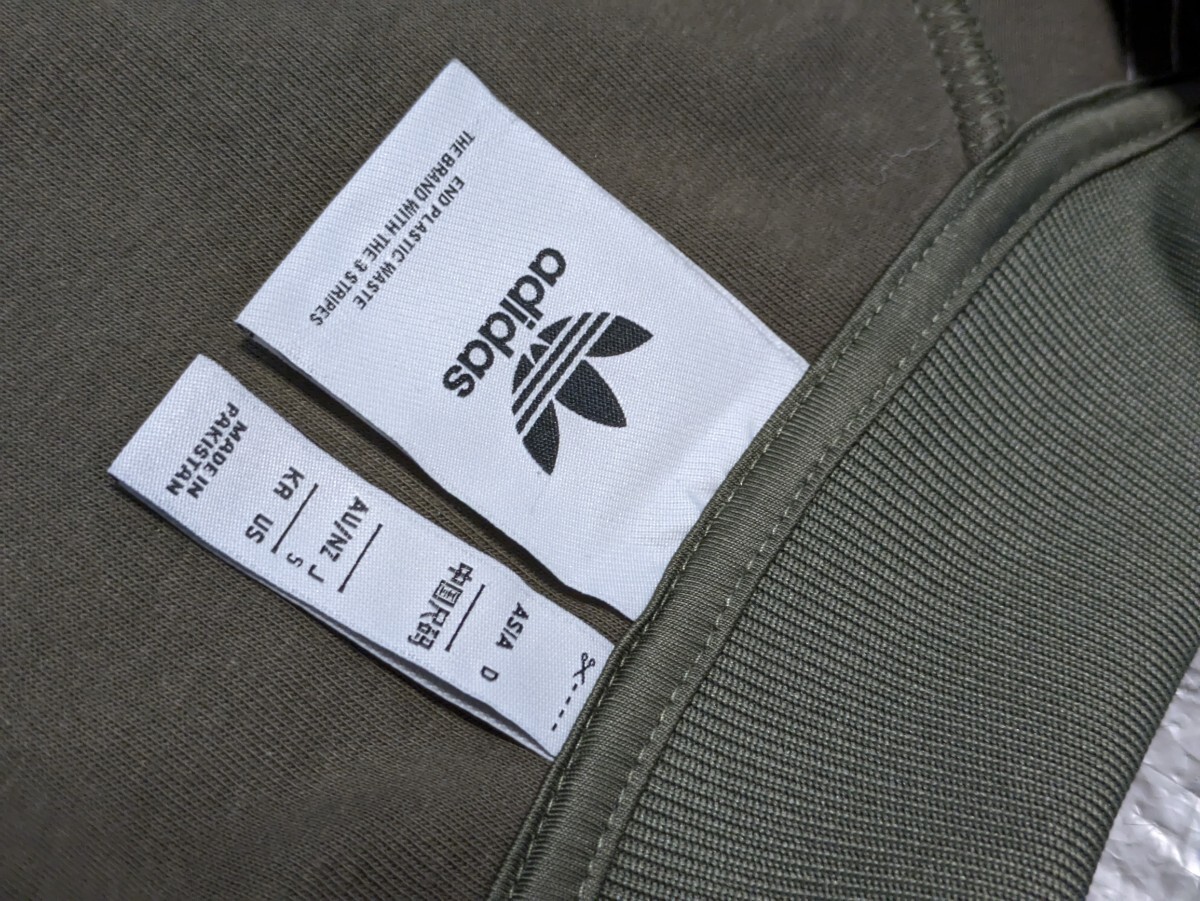 adidas
END PLASTIC WASTE
THE BRAND WITH THE 3 STRIPES
ASIA D
中国尺码
AU/NZ J
S
KR US
MADE IN
PAKISTAN